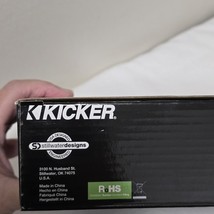 KICKER
stillwaterdesigns
3100 N. Husband St.
Stillwater, OK 74075
U.S.A.
Made in China
Hecho en China
Fabriqué en Chine
Hergestellt in China
RoHS